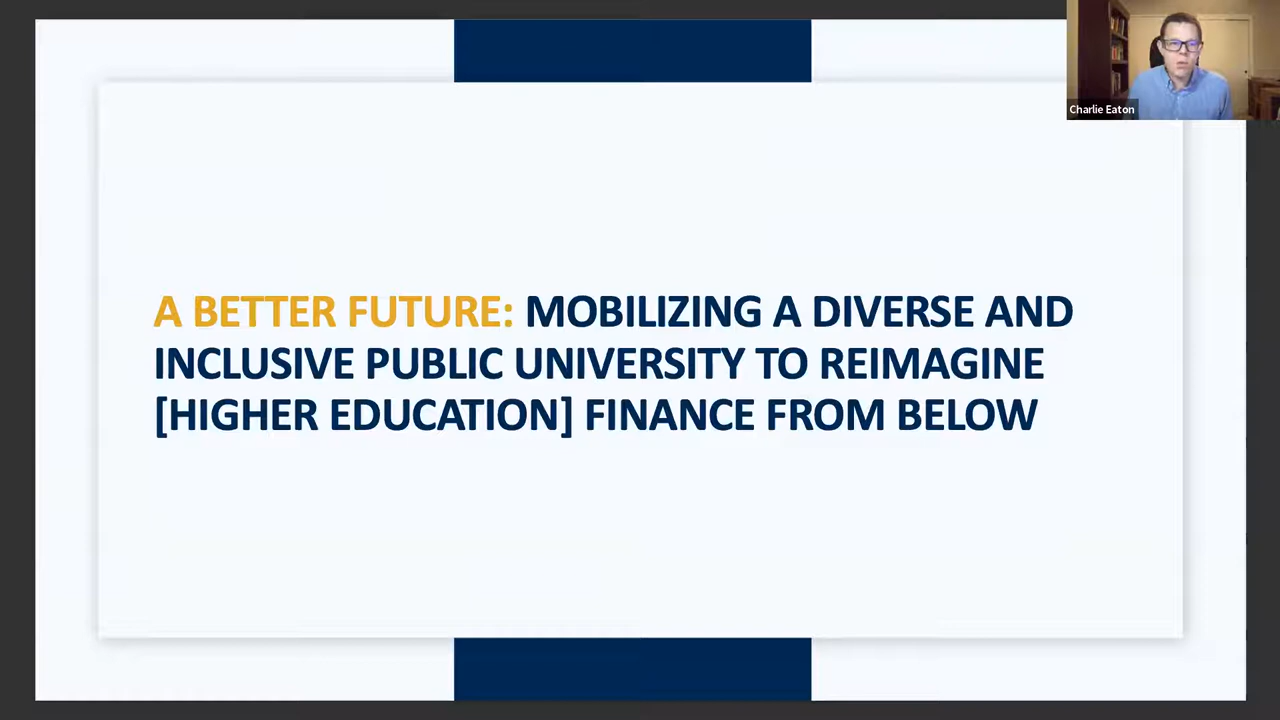 Charlie Eaton
A BETTER FUTURE: MOBILIZING A DIVERSE AND
INCLUSIVE PUBLIC UNIVERSITY TO REIMAGINE
[HIGHER EDUCATION] FINANCE FROM BELOW